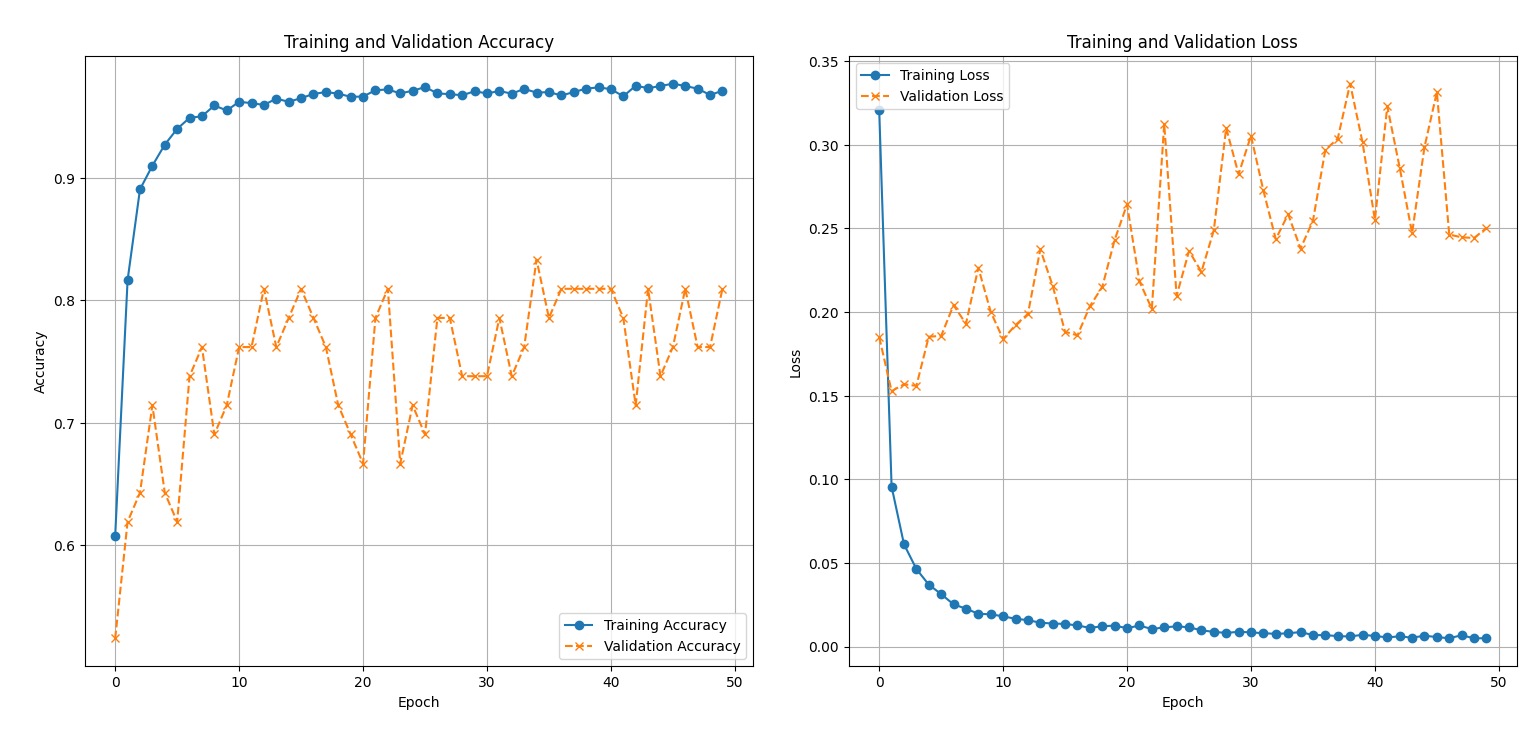 Training and Validation Accuracy
Accuracy
0.9
0.8
0.7
0.6
0
10
20
30
40
50
Epoch
Training Accuracy
Validation Accuracy
Training and Validation Loss
Loss
0.35
0.30
0.25
0.20
0.15
0.10
0.05
0.00
0
10
20
30
40
50
Epoch
Training Loss
Validation Loss